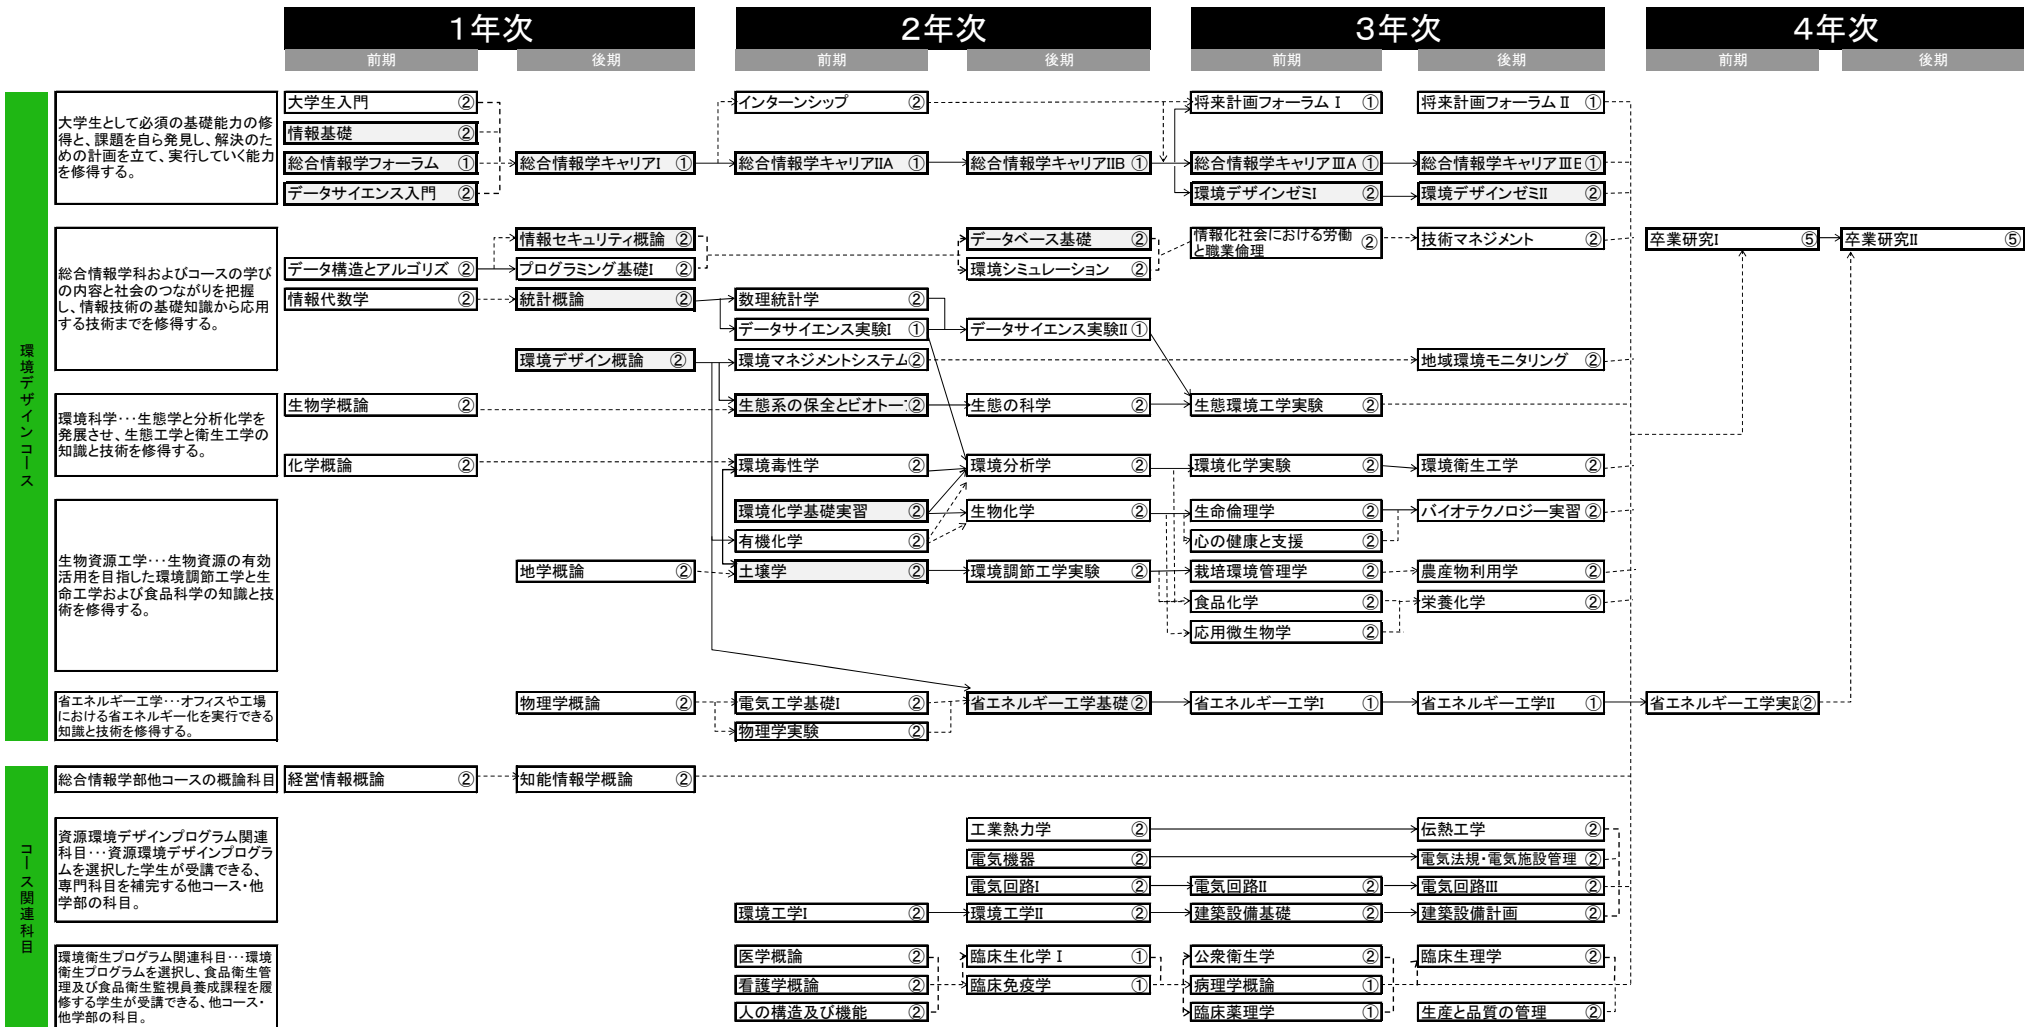 1年次
2年次
3年次
4年次
前期
後期
前期
後期
前期
後期
前期
後期
環境デザインコース
大学生として必須の基礎能力の修
得と、課題を自ら発見し、解決のた
めの計画を立て、実行していく能力
を修得する。
大学生入門 ②
インターンシップ ②
将来計画フォーラム I ①
将来計画フォーラム II ①
情報基礎 ②
総合情報学フォーラム ①
総合情報学キャリアI ①
総合情報学キャリアIIA ①
総合情報学キャリアIIB ①
総合情報学キャリアⅢA ①
総合情報学キャリアⅢE ①
データサイエンス入門 ②
環境デザインゼミI ②
環境デザインゼミII ②
総合情報学科およびコースの学び
の内容と社会のつながりを把握
し、情報技術の基礎知識から応用
する技術までを修得する。
情報セキュリティ概論 ②
データベース基礎 ②
情報化社会における労働
と職業倫理 ②
技術マネジメント ②
卒業研究I ⑤
卒業研究II ⑤
データ構造とアルゴリズ ②
プログラミング基礎I ②
環境シミュレーション ②
情報代数学 ②
統計概論 ②
数理統計学 ②
データサイエンス実験I ①
データサイエンス実験II ①
環境デザイン概論 ②
環境マネジメントシステム ②
地域環境モニタリング ②
環境科学･･･生態学と分析化学を
発展させ、生態工学と衛生工学の
知識と技術を修得する。
生物学概論 ②
生態系の保全とビオトー ②
生態の科学 ②
生態環境工学実験 ②
化学概論 ②
環境毒性学 ②
環境分析学 ②
環境化学実験 ②
環境衛生工学 ②
生物資源工学･･･生物資源の有効
活用を目指した環境調節工学と生
命工学および食品科学の知識と技
術を修得する。
環境化学基礎実習 ②
生物化学 ②
生命倫理学 ②
バイオテクノロジー実習 ②
有機化学 ②
心の健康と支援 ②
地学概論 ②
土壌学 ②
環境調節工学実験 ②
栽培環境管理学 ②
農産物利用学 ②
食品化学 ②
栄養化学 ②
応用微生物学 ②
省エネルギー工学･･･オフィスや工場
における省エネルギー化を実行できる
知識と技術を修得する。
物理学概論 ②
電気工学基礎I ②
省エネルギー工学基礎 ②
省エネルギー工学I ①
省エネルギー工学II ①
省エネルギー工学実 ②
物理学実験 ②
コース関連科目
総合情報学部他コースの概論科目
経営情報概論 ②
知能情報学概論 ②
資源環境デザインプログラム関連
科目･･･資源環境デザインプログラ
ムを選択した学生が受講できる、
専門科目を補完する他コース・他
学部の科目。
工業熱力学 ②
伝熱工学 ②
電気機器 ②
電気法規・電気施設管理 ②
電気回路I ②
電気回路II ②
電気回路III ②
環境工学I ②
環境工学II ②
建築設備基礎 ②
建築設備計画 ②
環境衛生プログラム関連科目･･･環境
衛生プログラムを選択し、食品衛生管
理及び食品衛生監視員養成課程を履
修する学生が受講できる、他コース・
他学部の科目。
医学概論 ②
臨床生化学 I ①
公衆衛生学 ②
臨床生理学 ②
看護学概論 ②
臨床免疫学 ①
病理学概論 ①
人の構造及び機能 ②
臨床薬理学 ①
生産と品質の管理 ②